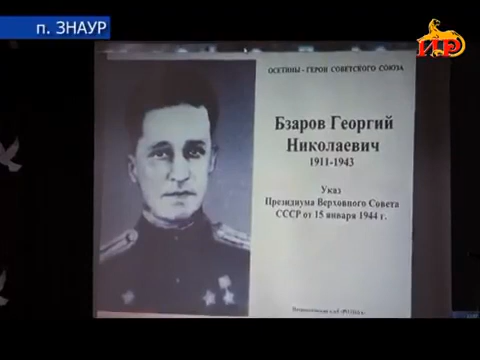 п. ЗНАУР
ИР
ОСЕТИНЫ - ГЕРОИ СОВЕТСКОГО СОЮЗА
Бзаров Георгий
Николаевич
1911-1943
Указ
Президиума Верховного Совета
СССР от 15 января 1944 г.